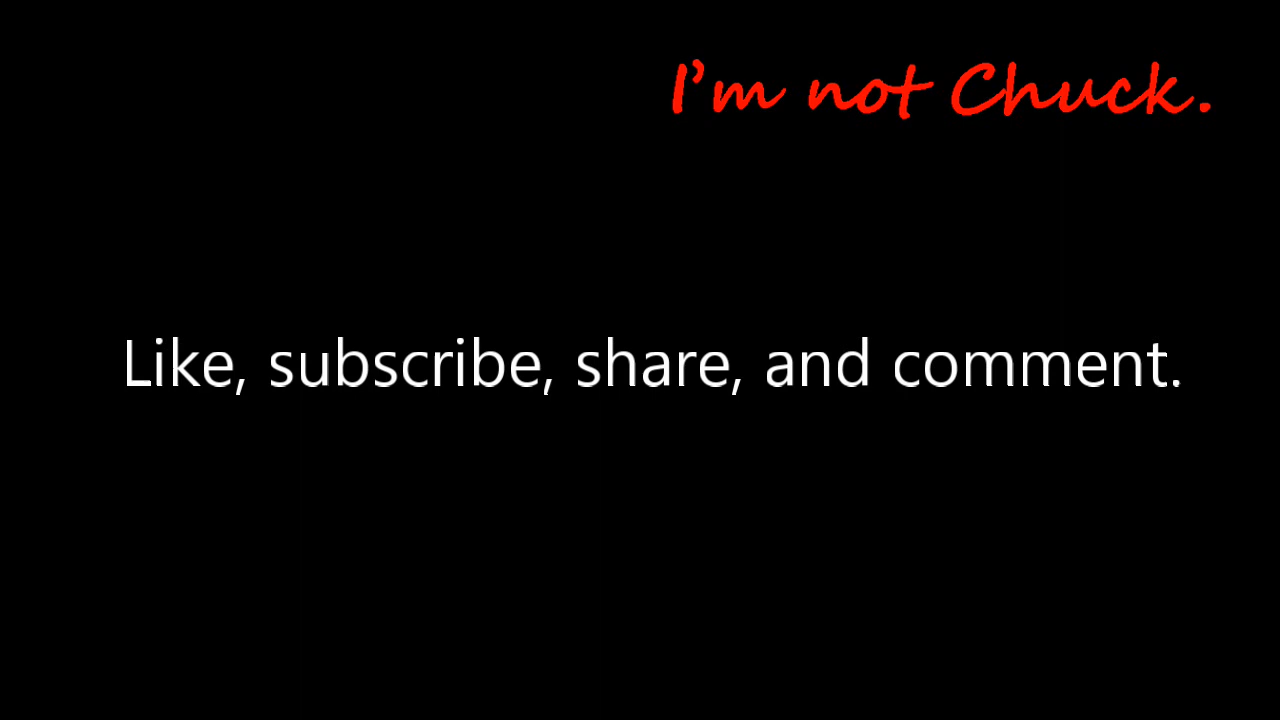 I'm not Chuck.
Like, subscribe, share, and comment.